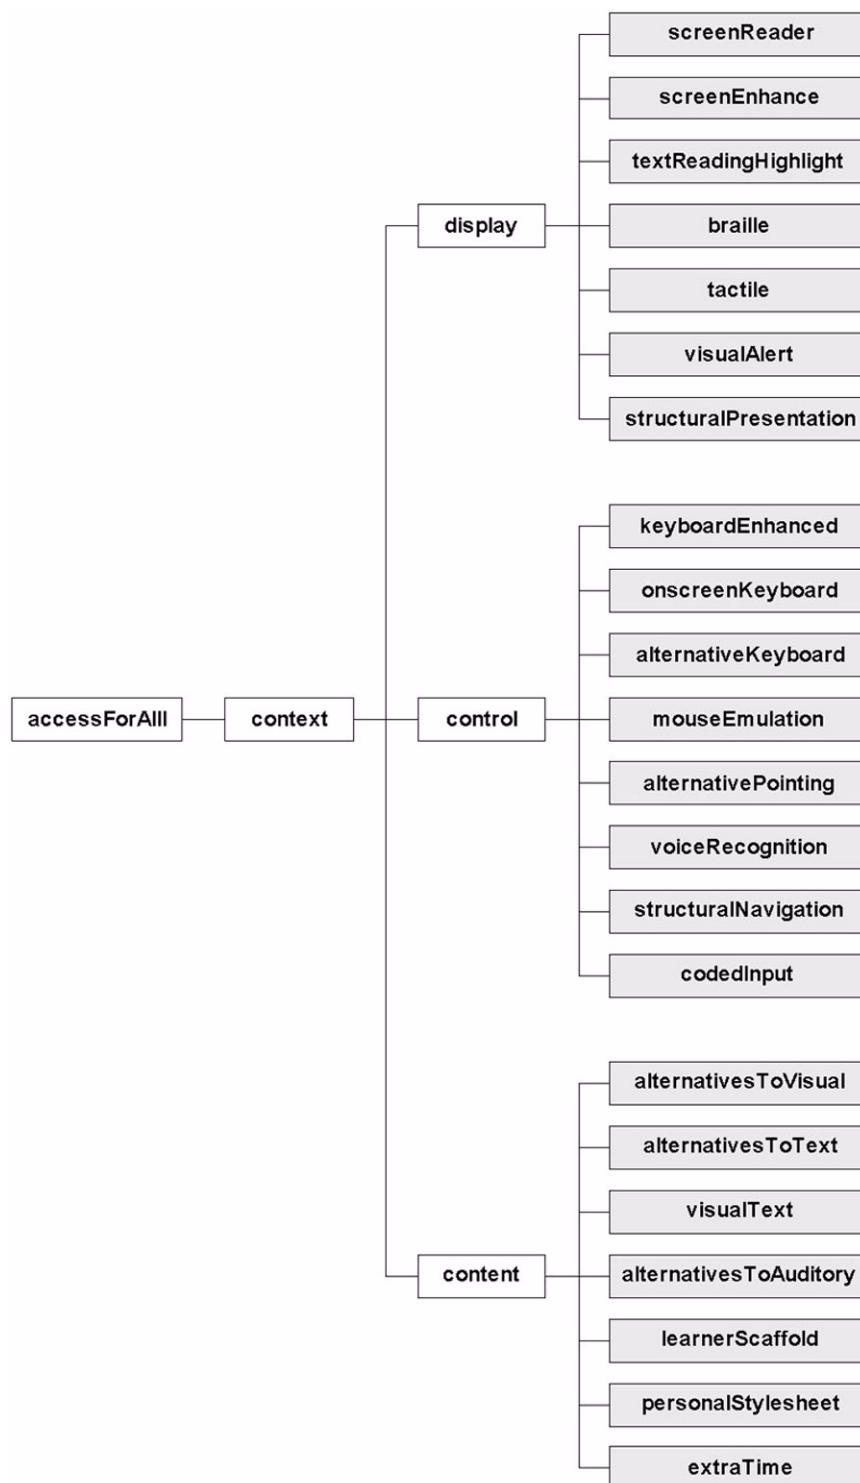 screenReader
screenEnhance
textReadingHighlight
display
braille
tactile
visualAlert
structuralPresentation
keyboardEnhanced
onscreenKeyboard
alternativeKeyboard
accessForAlll
context
control
mouseEmulation
alternativePointing
voiceRecognition
structuralNavigation
codedInput
alternativesToVisual
alternativesToText
visualText
content
alternativesToAuditory
learnerScaffold
personalStylesheet
extraTime